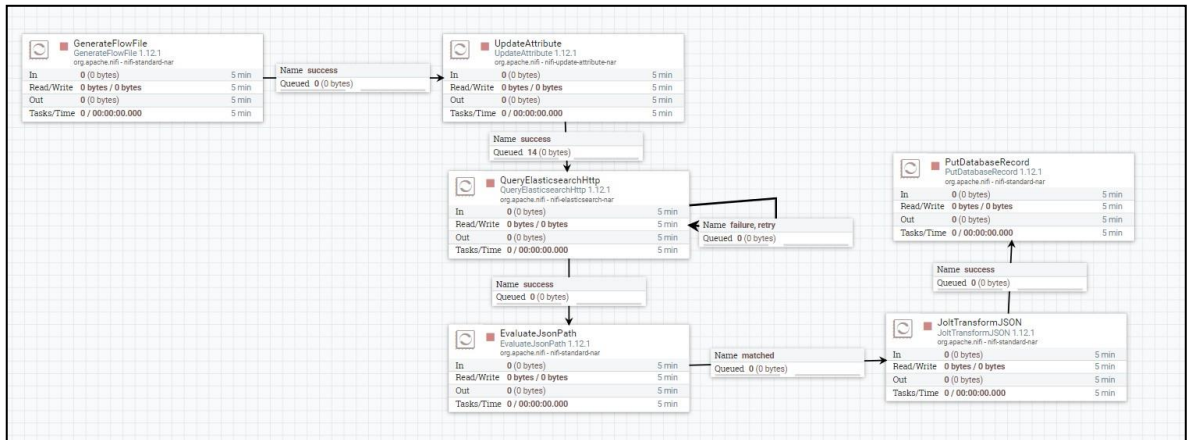 GenerateFlowFile
GenerateFlowFile 1.12.1
org.apache.nifi - nifi-standard-nar
In 0 (0 bytes) 5 min
Read/Write 0 bytes / 0 bytes 5 min
Out 0 (0 bytes) 5 min
Tasks/Time 0 / 00:00:00.000 5 min
Name success
Queued 0 (0 bytes)
UpdateAttribute
UpdateAttribute 1.12.1
org.apache.nifi - nifi-update-attribute-nar
In 0 (0 bytes) 5 min
Read/Write 0 bytes / 0 bytes 5 min
Out 0 (0 bytes) 5 min
Tasks/Time 0 / 00:00:00.000 5 min
Name success
Queued 14 (0 bytes)
QueryElasticsearchHttp
QueryElasticsearchHttp 1.12.1
org.apache.nifi - nifi-elasticsearch-nar
In 0 (0 bytes) 5 min
Read/Write 0 bytes / 0 bytes 5 min
Out 0 (0 bytes) 5 min
Tasks/Time 0 / 00:00:00.000 5 min
Name failure, retry
Queued 0 (0 bytes)
Name success
Queued 0 (0 bytes)
EvaluateJsonPath
EvaluateJsonPath 1.12.1
org.apache.nifi - nifi-standard-nar
In 0 (0 bytes) 5 min
Read/Write 0 bytes / 0 bytes 5 min
Out 0 (0 bytes) 5 min
Tasks/Time 0 / 00:00:00.000 5 min
Name matched
Queued 0 (0 bytes)
JoltTransformJSON
JoltTransformJSON 1.12.1
org.apache.nifi - nifi-standard-nar
In 0 (0 bytes) 5 min
Read/Write 0 bytes / 0 bytes 5 min
Out 0 (0 bytes) 5 min
Tasks/Time 0 / 00:00:00.000 5 min
Name success
Queued 0 (0 bytes)
PutDatabaseRecord
PutDatabaseRecord 1.12.1
org.apache.nifi - nifi-standard-nar
In 0 (0 bytes) 5 min
Read/Write 0 bytes / 0 bytes 5 min
Out 0 (0 bytes) 5 min
Tasks/Time 0 / 00:00:00.000 5 min